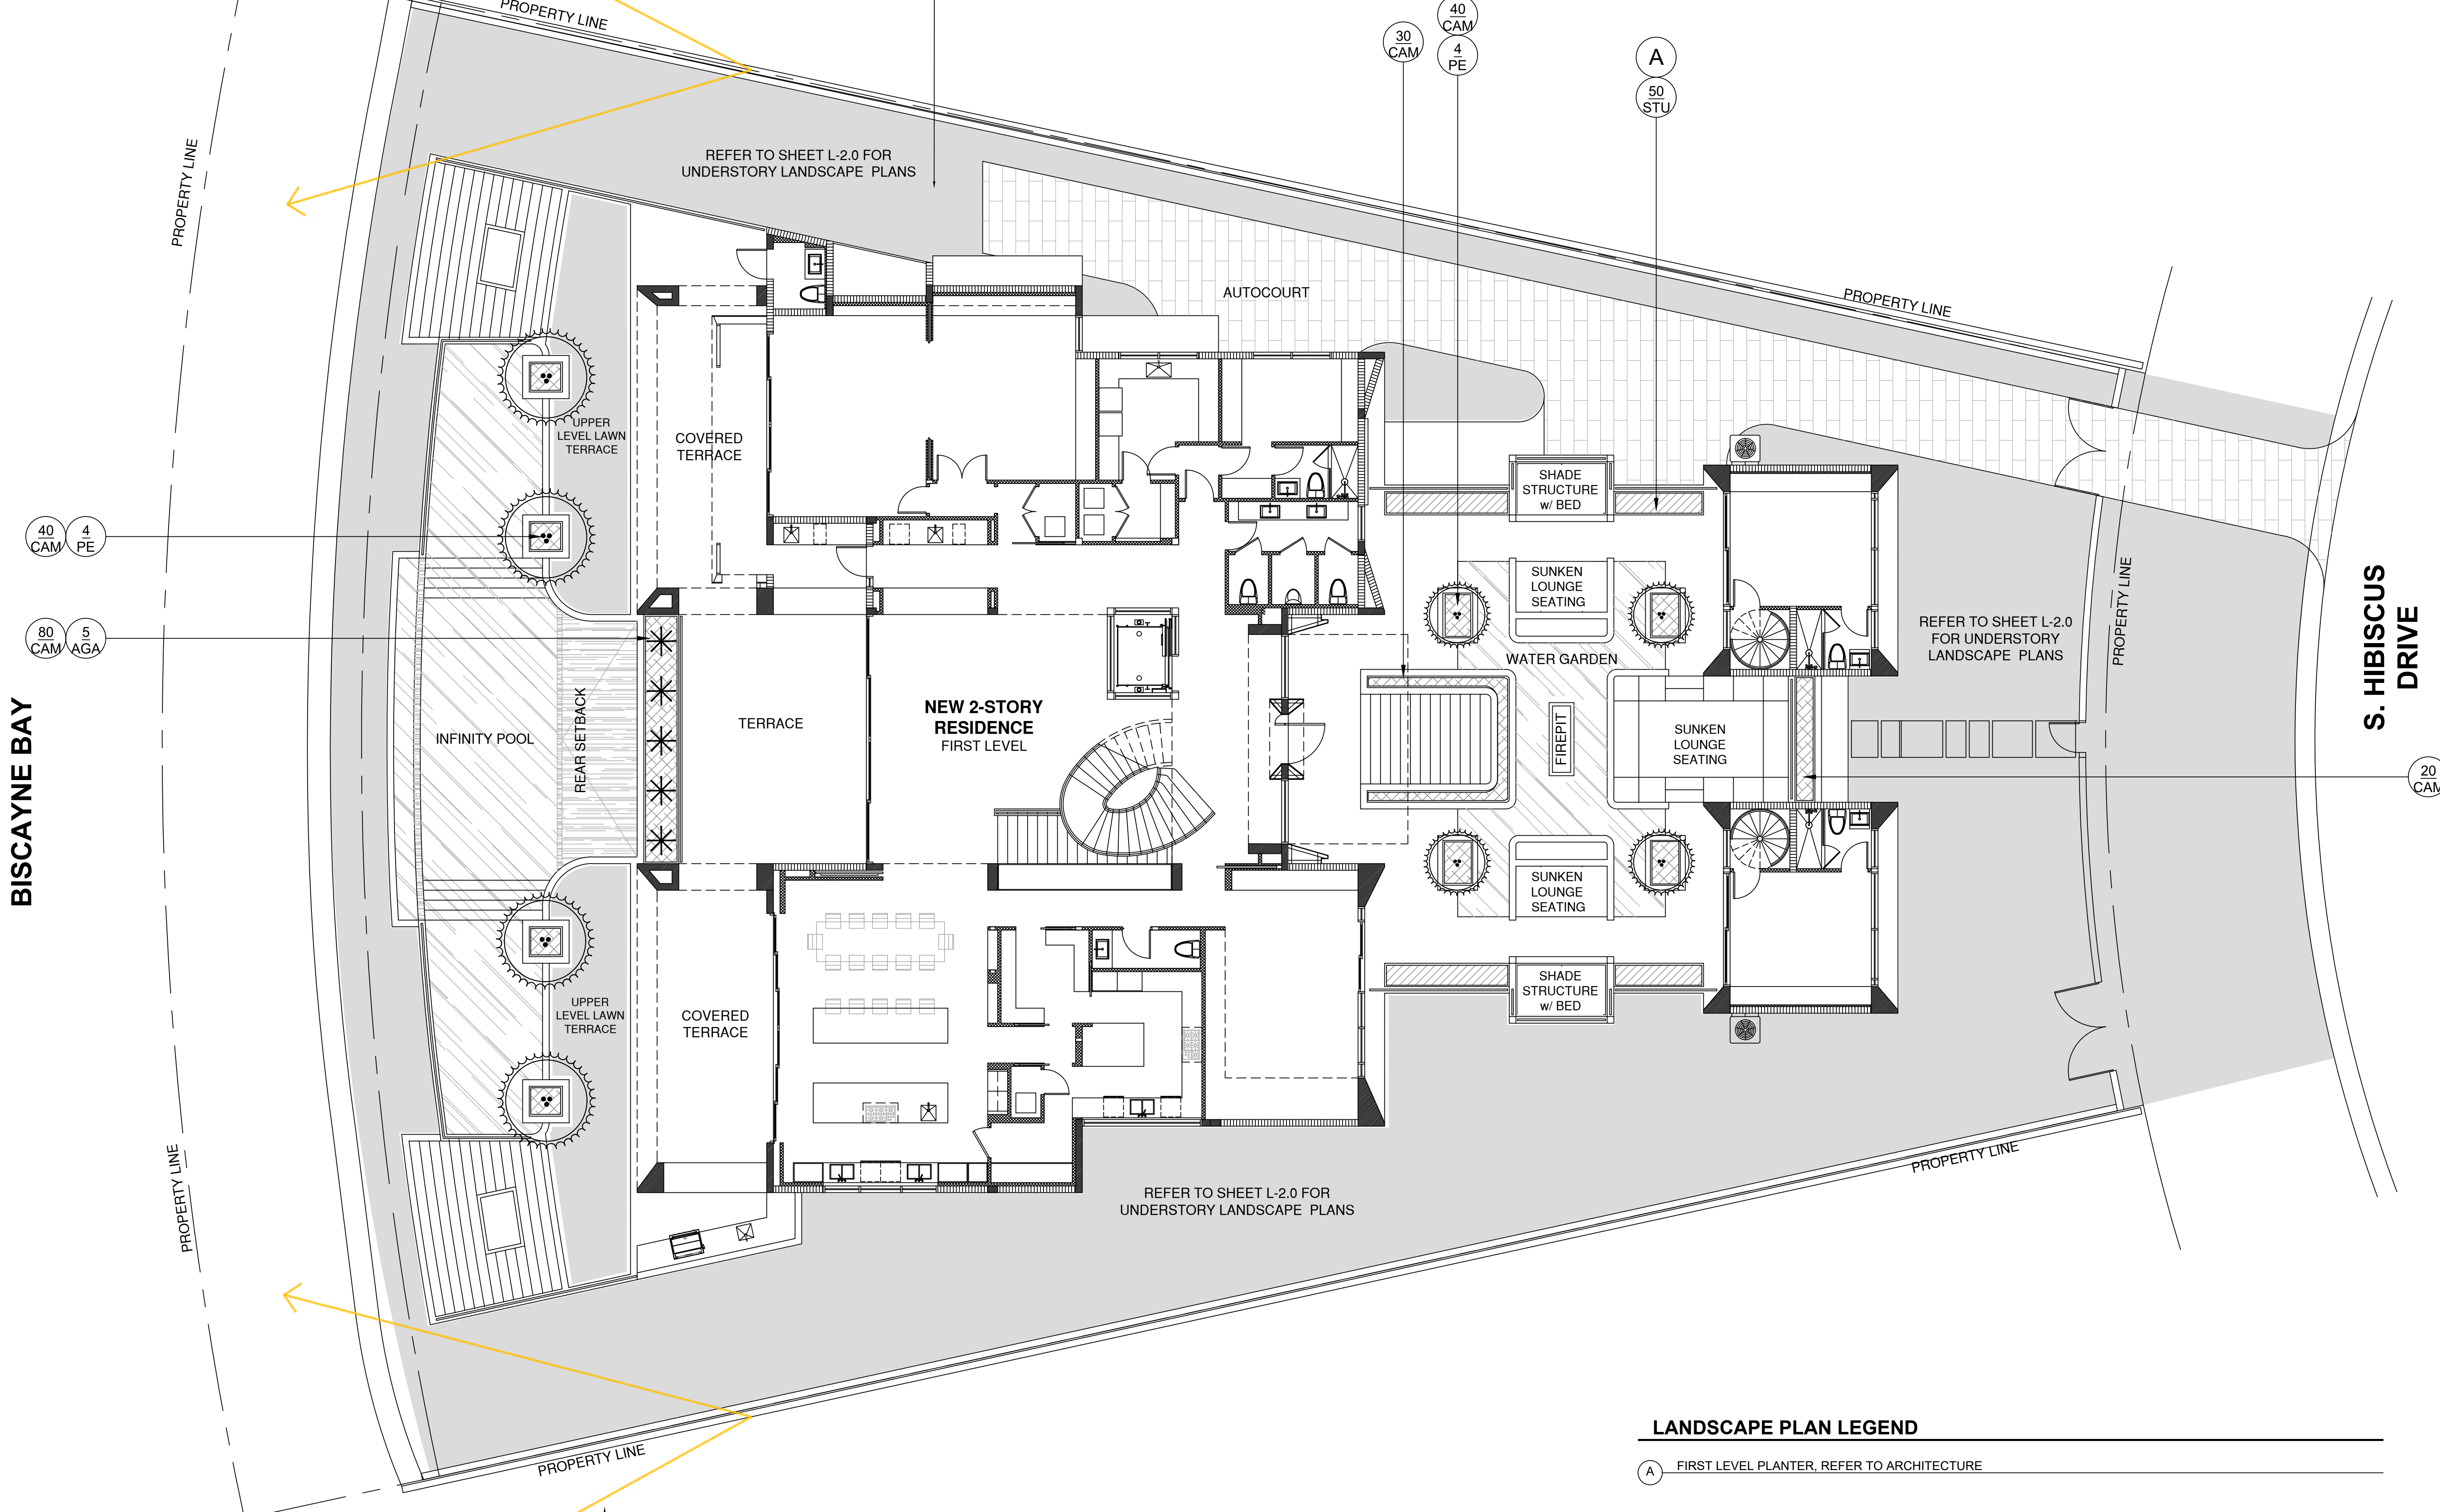 PROPERTY LINE
40
CAM
4
PE
30
CAM
A
50
STU
REFER TO SHEET L-2.0 FOR
UNDERSTORY LANDSCAPE PLANS
PROPERTY LINE
AUTOCOURT
PROPERTY LINE
UPPER
LEVEL LAWN
TERRACE
COVERED
TERRACE
SHADE
STRUCTURE
w/ BED
40
CAM
4
PE
SUNKEN
LOUNGE
SEATING
80
CAM
5
AGA
WATER GARDEN
REFER TO SHEET L-2.0
FOR UNDERSTORY
LANDSCAPE PLANS
PROPERTY LINE
S. HIBISCUS
DRIVE
BISCAYNE BAY
INFINITY POOL
REAR SETBACK
TERRACE
NEW 2-STORY
RESIDENCE
FIRST LEVEL
FIREPIT
SUNKEN
LOUNGE
SEATING
20
CAM
SUNKEN
LOUNGE
SEATING
SHADE
STRUCTURE
w/ BED
UPPER
LEVEL LAWN
TERRACE
COVERED
TERRACE
PROPERTY LINE
PROPERTY LINE
REFER TO SHEET L-2.0 FOR
UNDERSTORY LANDSCAPE PLANS
PROPERTY LINE
LANDSCAPE PLAN LEGEND
A
FIRST LEVEL PLANTER, REFER TO ARCHITECTURE